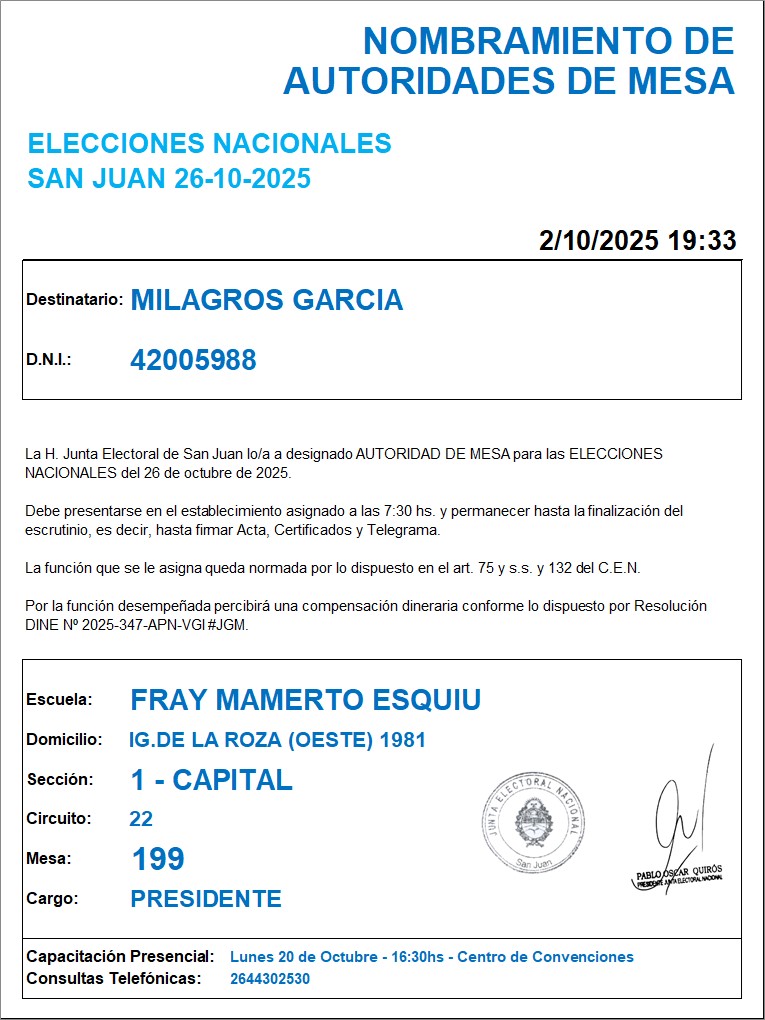 NOMBRAMIENTO DE
AUTORIDADES DE MESA
ELECCIONES NACIONALES
SAN JUAN 26-10-2025
2/10/2025 19:33
Destinatario: MILAGROS GARCIA
D.N.I.: 42005988
La H. Junta Electoral de San Juan lo/a a designado AUTORIDAD DE MESA para las ELECCIONES
NACIONALES del 26 de octubre de 2025.
Debe presentarse en el establecimiento asignado a las 7:30 hs. y permanecer hasta la finalización del
escrutinio, es decir, hasta firmar Acta, Certificados y Telegrama.
La función que se le asigna queda normada por lo dispuesto en el art. 75 y s.s. y 132 del C.E.N.
Por la función desempeñada percibirá una compensación dineraria conforme lo dispuesto por Resolución
DINE Nº 2025-347-APN-VGI#JGM.
Escuela: FRAY MAMERTO ESQUIU
Domicilio: IG.DE LA ROZA (OESTE) 1981
Sección: 1 - CAPITAL
Circuito: 22
Mesa: 199
Cargo: PRESIDENTE
JUNTA ELECTORAL NACIONAL
San Juan
PABLO OSCAR QUIRÓS
PRESIDENTE JUNTA ELECTORAL NACIONAL
Capacitación Presencial: Lunes 20 de Octubre - 16:30hs - Centro de Convenciones
Consultas Telefónicas: 2644302530